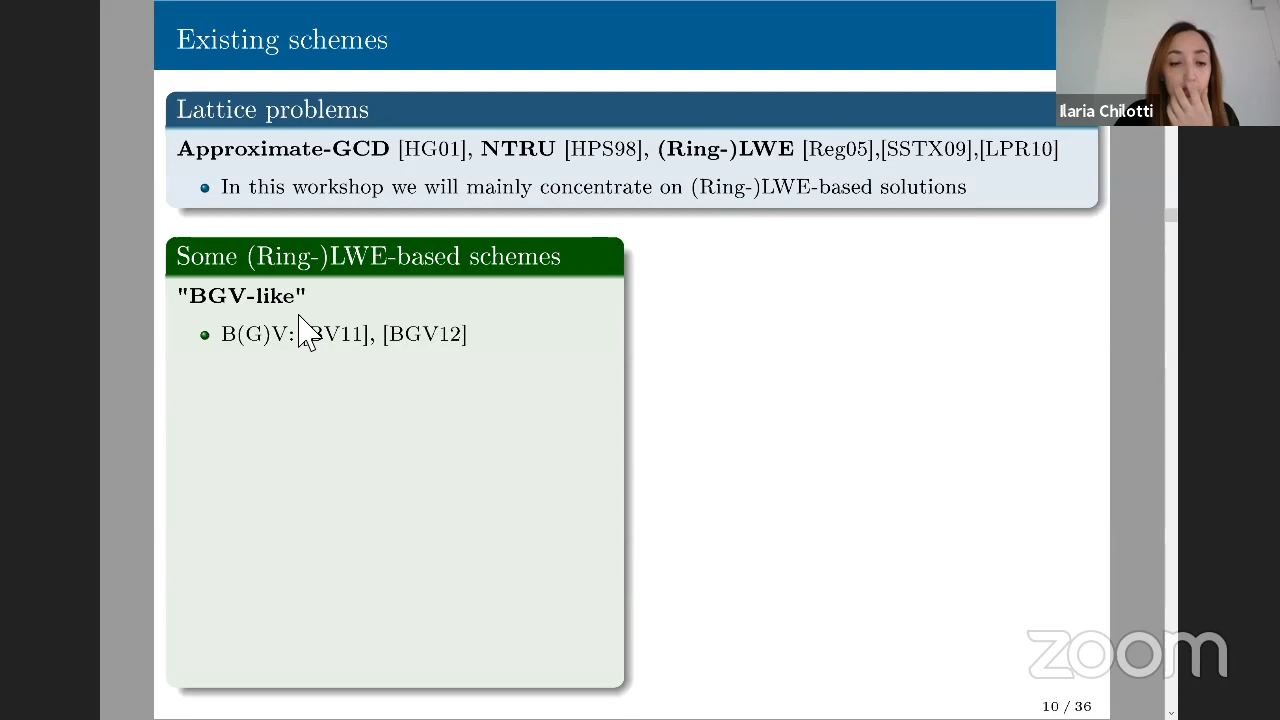 Existing schemes
Ilaria Chilotti
Lattice problems
Approximate-GCD [HG01], NTRU [HPS98], (Ring-)LWE [Reg05],[SSTX09],[LPR10]
In this workshop we will mainly concentrate on (Ring-)LWE-based solutions
Some (Ring-)LWE-based schemes
"BGV-like"
B(G)V: BV11], [BGV12]
zoom
10 / 36